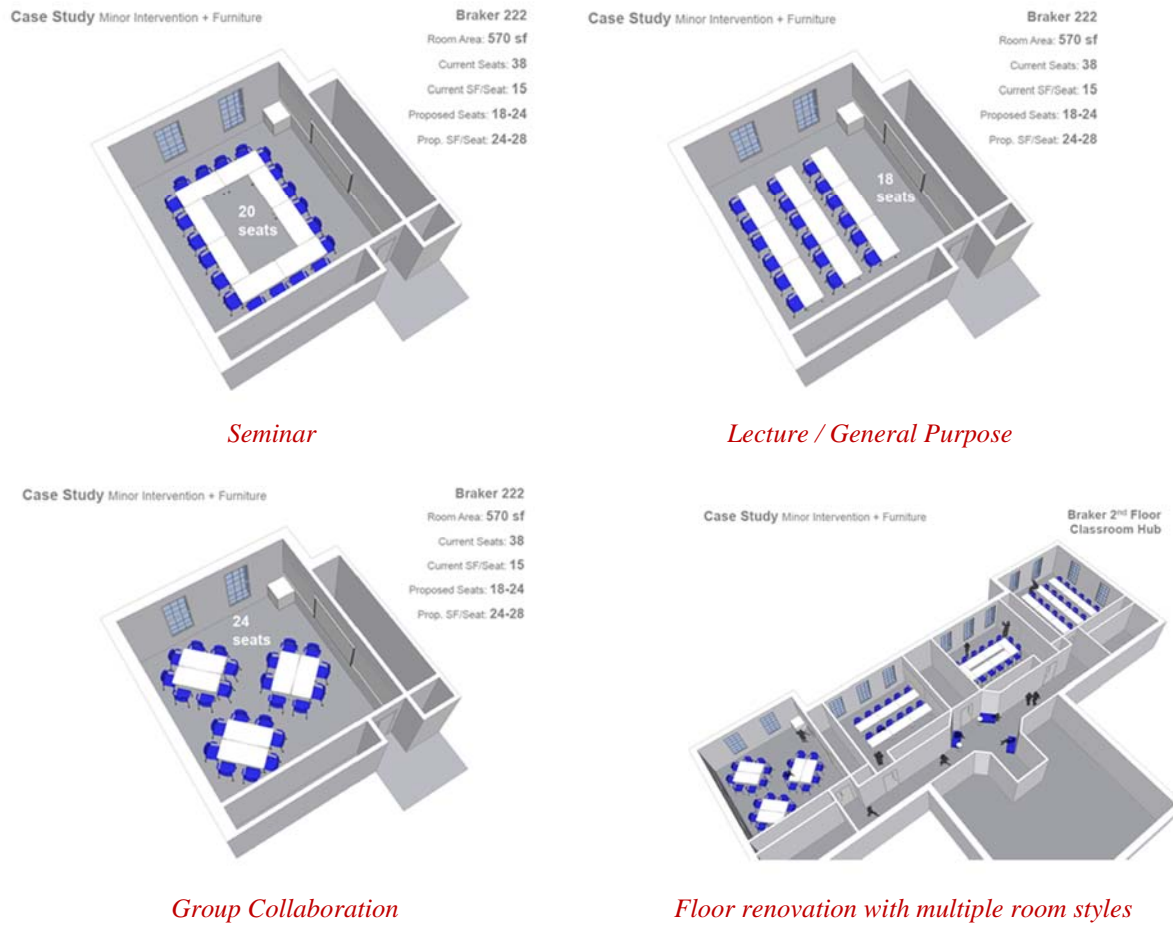 Case Study Minor Intervention + Furniture
Braker 222
Room Area: 570 sf
Current Seats: 38
Current SF/Seat: 15
Proposed Seats: 18-24
Prop. SF/Seat: 24-28
20
seats
Seminar
Case Study Minor Intervention + Furniture
Braker 222
Room Area: 570 sf
Current Seats: 38
Current SF/Seat: 15
Proposed Seats: 18-24
Prop. SF/Seat: 24-28
18
seats
Lecture / General Purpose
Case Study Minor Intervention + Furniture
Braker 222
Room Area: 570 sf
Current Seats: 38
Current SF/Seat: 15
Proposed Seats: 18-24
Prop. SF/Seat: 24-28
24
seats
Group Collaboration
Case Study Minor Intervention + Furniture
Braker 2nd Floor
Classroom Hub
Floor renovation with multiple room styles